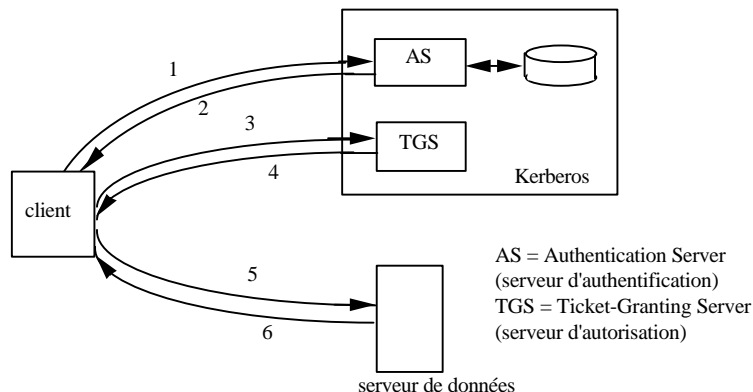 1
AS
2
3
TGS
4
Kerberos
client
5
6
AS = Authentication Server
(serveur d'authentification)
TGS = Ticket-Granting Server
(serveur d'autorisation)
serveur de données